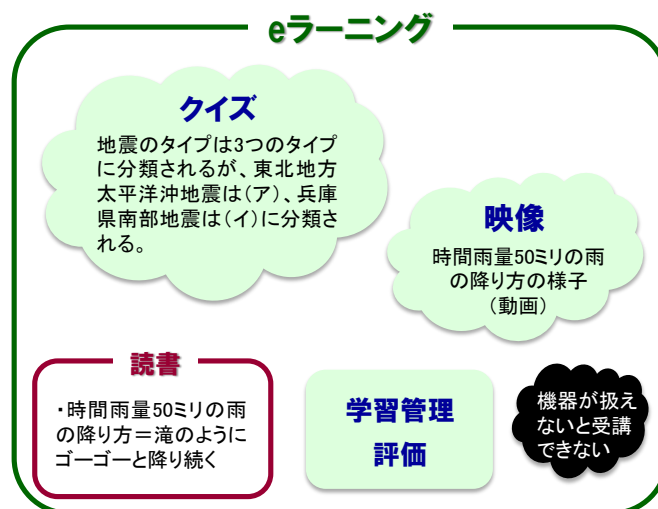 eラーニング
クイズ
地震のタイプは3つのタイプ
に分類されるが、東北地方
太平洋沖地震は(ア)、兵庫
県南部地震は(イ)に分類さ
れる。
映像
時間雨量50ミリの雨
の降り方の様子
(動画)
読書
・時間雨量50ミリの雨
の降り方=滝のように
ゴーゴーと降り続く
学習管理
評価
機器が扱え
ないと受講
できない